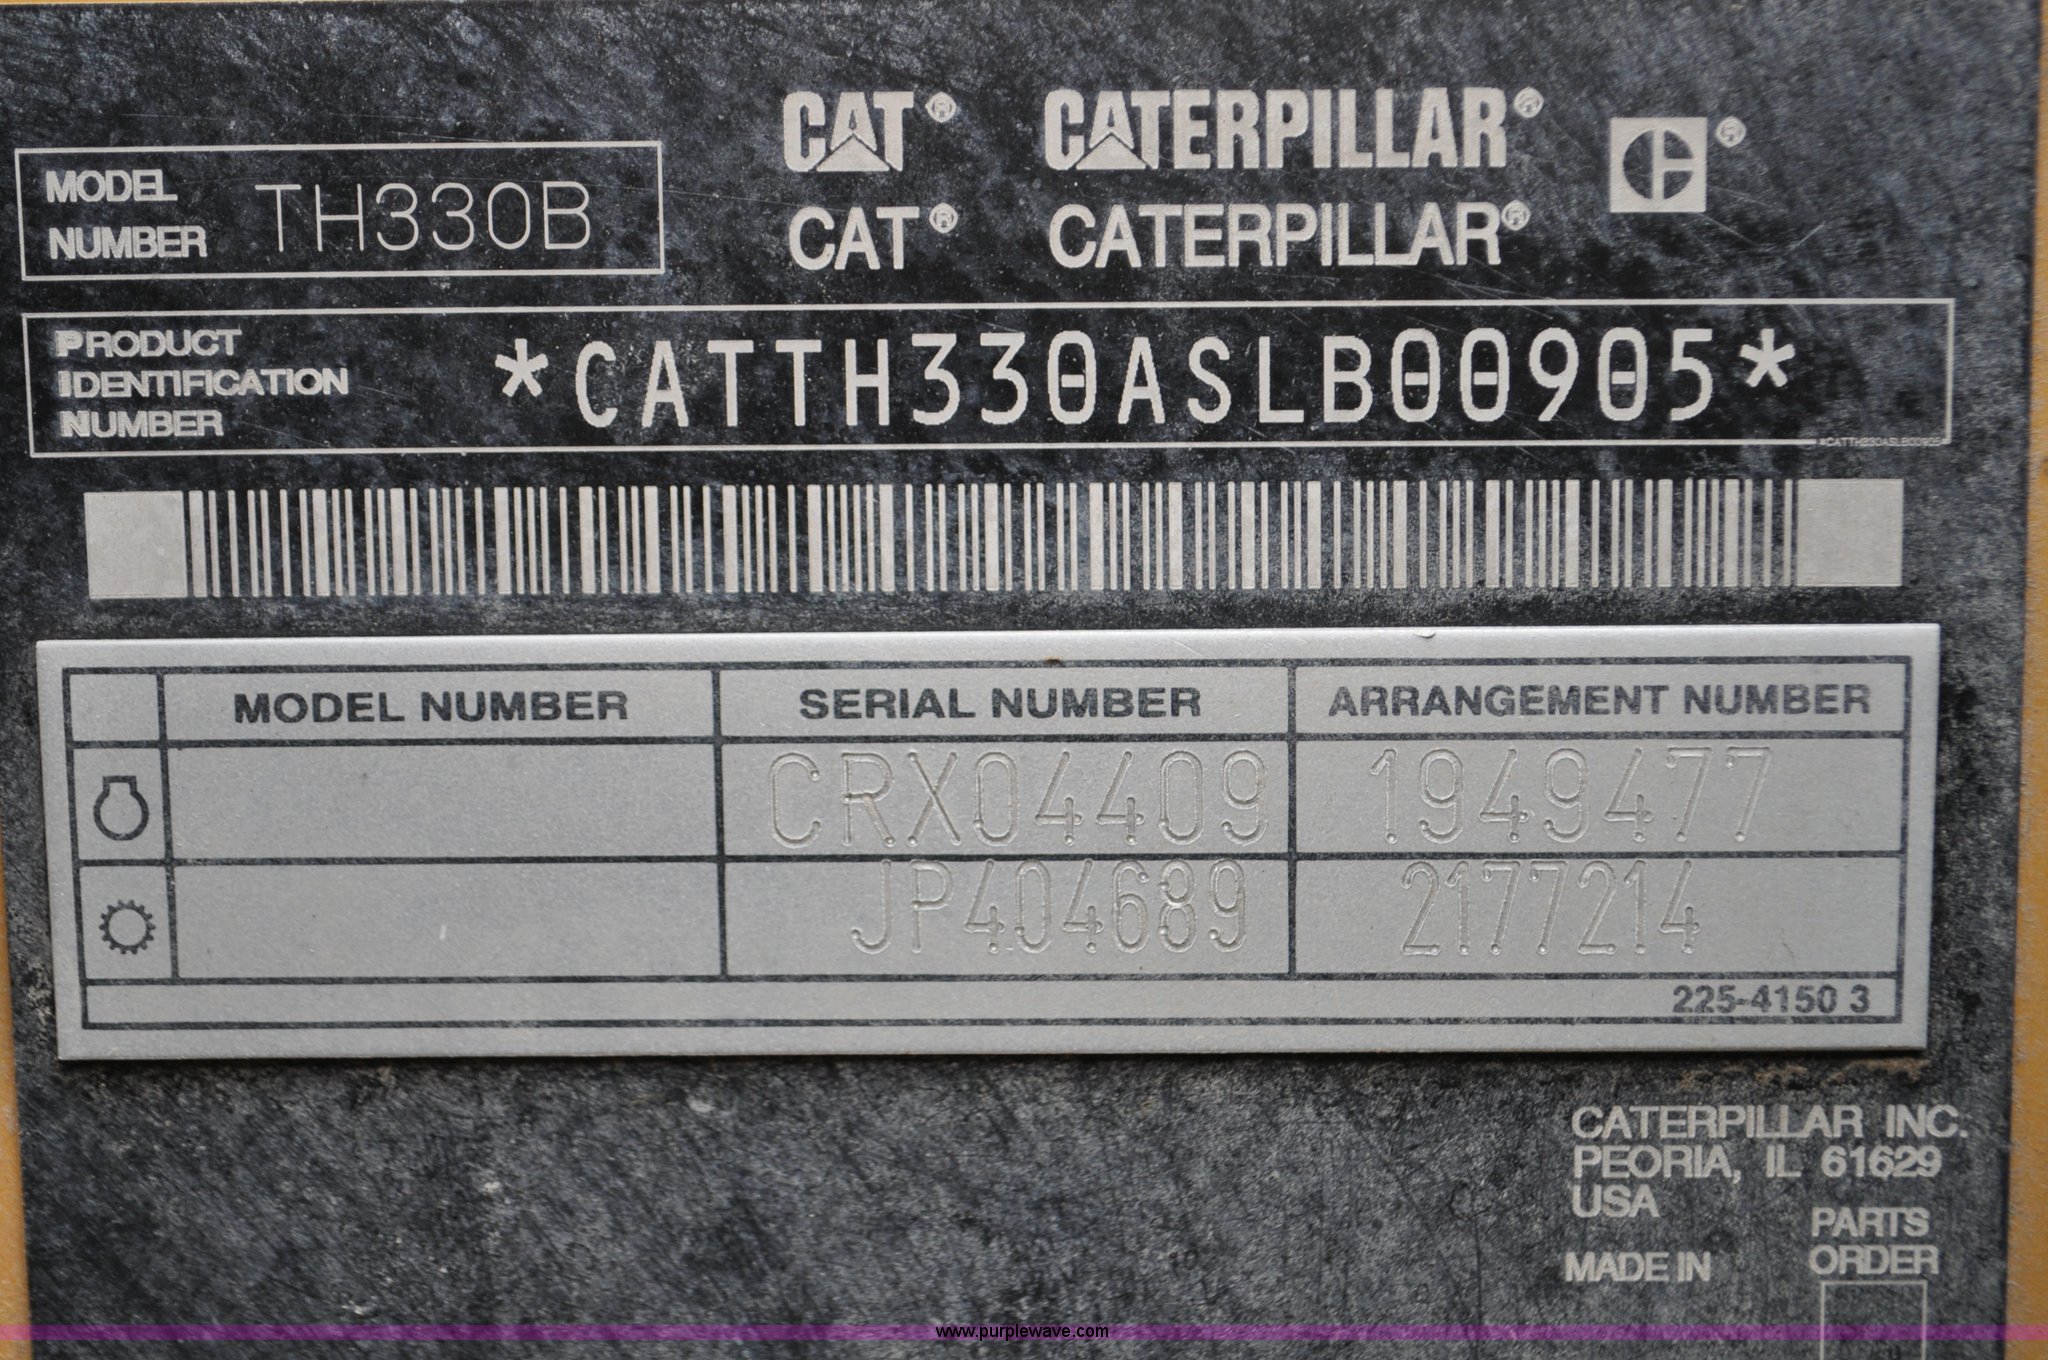 CAT® CATERPILLAR® ®
CAT® CATERPILLAR®
MODEL
NUMBER TH330B
PRODUCT
IDENTIFICATION
NUMBER
*CATTH330ASLB00905*
*CATTH330ASLB00905
MODEL NUMBER SERIAL NUMBER ARRANGEMENT NUMBER
CRX04409 1949477
JP404689 2177214
225-4150 3
CATERPILLAR INC.
PEORIA, IL 61629
USA
MADE IN
PARTS
ORDER
www.purplewave.com